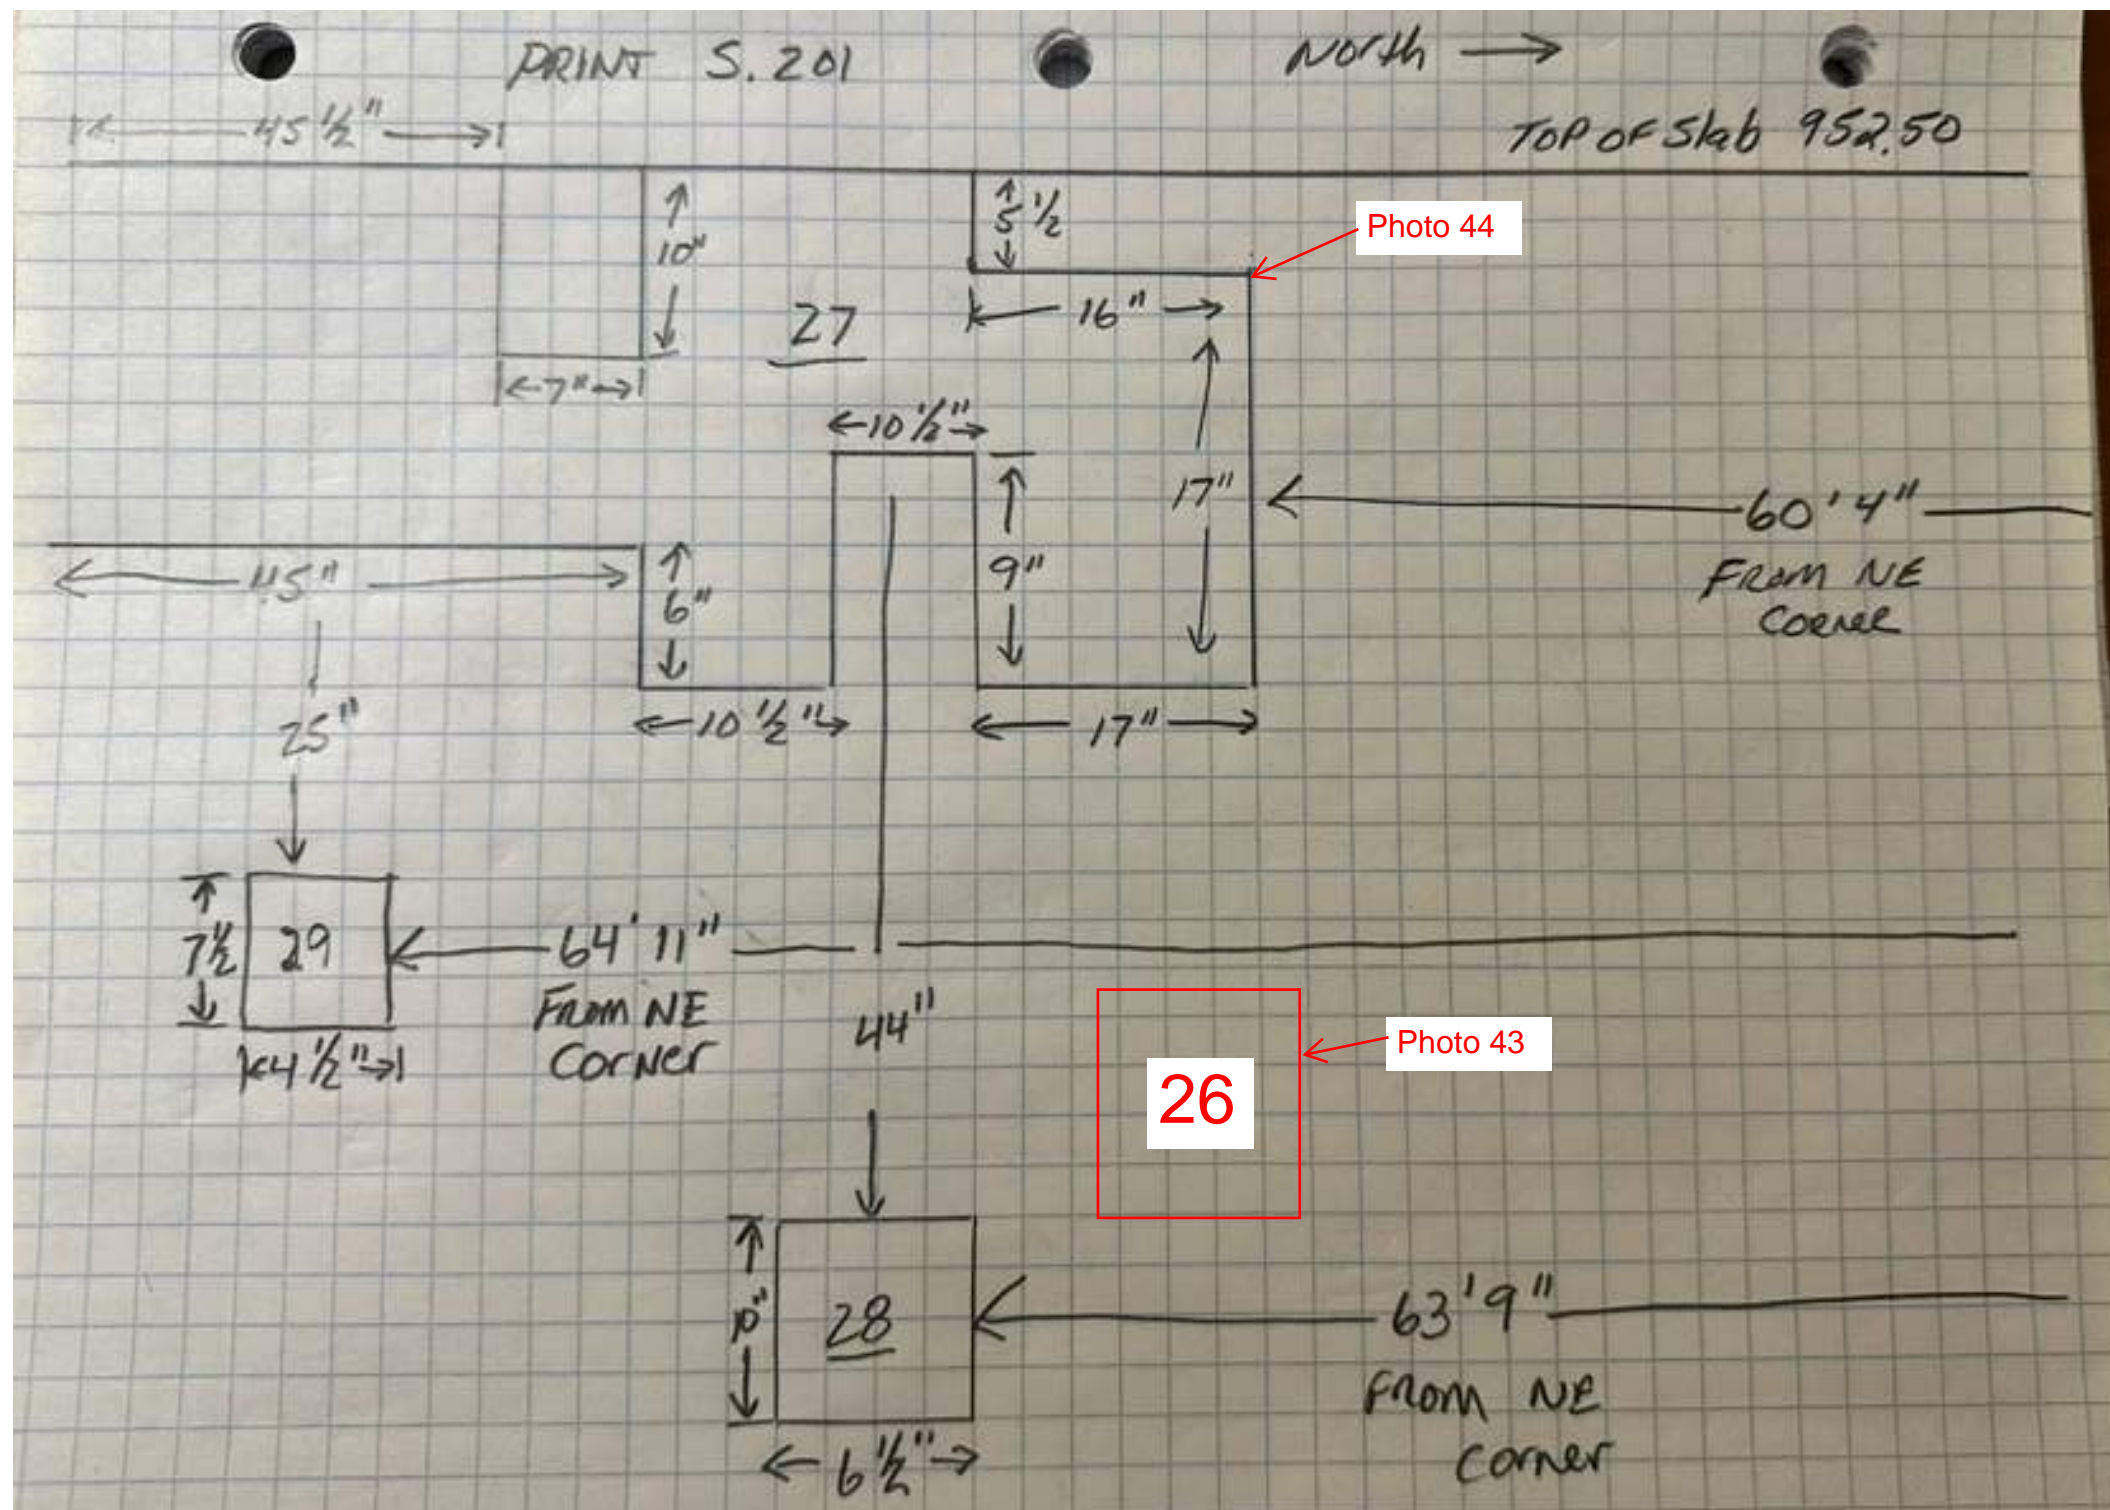 PRINT S.201
North →
45 1/2"
TOP OF Slab 952.50
10"
5 1/2
Photo 44
27
16"
7"
10 1/2"
17"
60' 4"
From NE
Corner
45"
6"
9"
10 1/2"
17"
25"
7 1/2
29
64' 11"
From NE
Corner
4 1/2"
44"
26
Photo 43
10"
28
63' 9"
From NE
Corner
6 1/2"